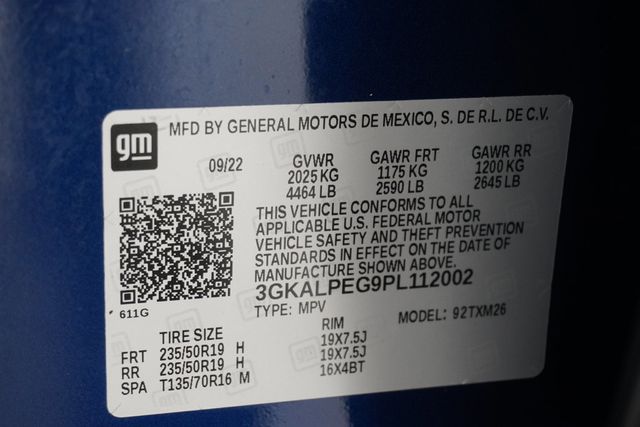 gm
MFD BY GENERAL MOTORS DE MEXICO, S. DE R.L. DE C.V.
09/22 GVWR GAWR FRT GAWR RR
2025 KG 1175 KG 1200 KG
4464 LB 2590 LB 2645 LB
THIS VEHICLE CONFORMS TO ALL
APPLICABLE U.S. FEDERAL MOTOR
VEHICLE SAFETY AND THEFT PREVENTION
STANDARDS IN EFFECT ON THE DATE OF
MANUFACTURE SHOWN ABOVE.
3GKALPEG9PL112002
611G
TYPE: MPV MODEL: 92TXM26
TIRE SIZE RIM
FRT 235/50R19 H 19X7.5J
RR 235/50R19 H 19X7.5J
SPA T135/70R16 M 16X4BT